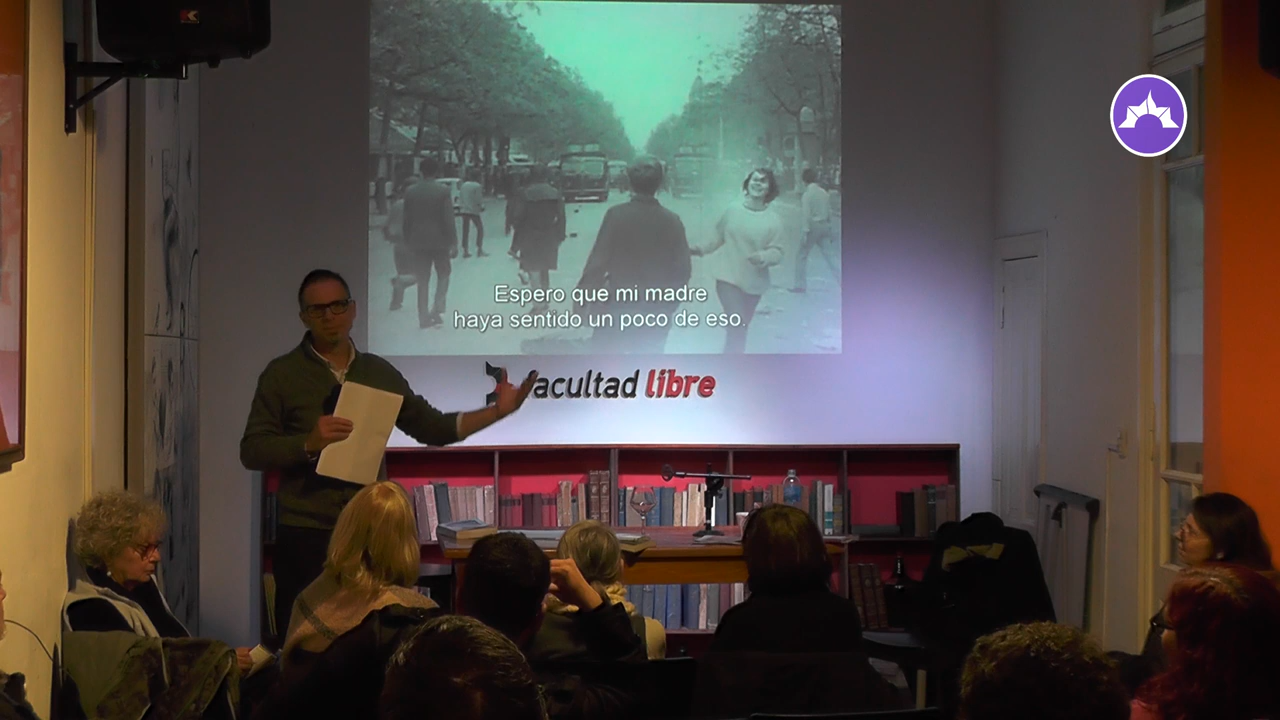 Espero que mi madre
haya sentido un poco de eso.
facultad libre